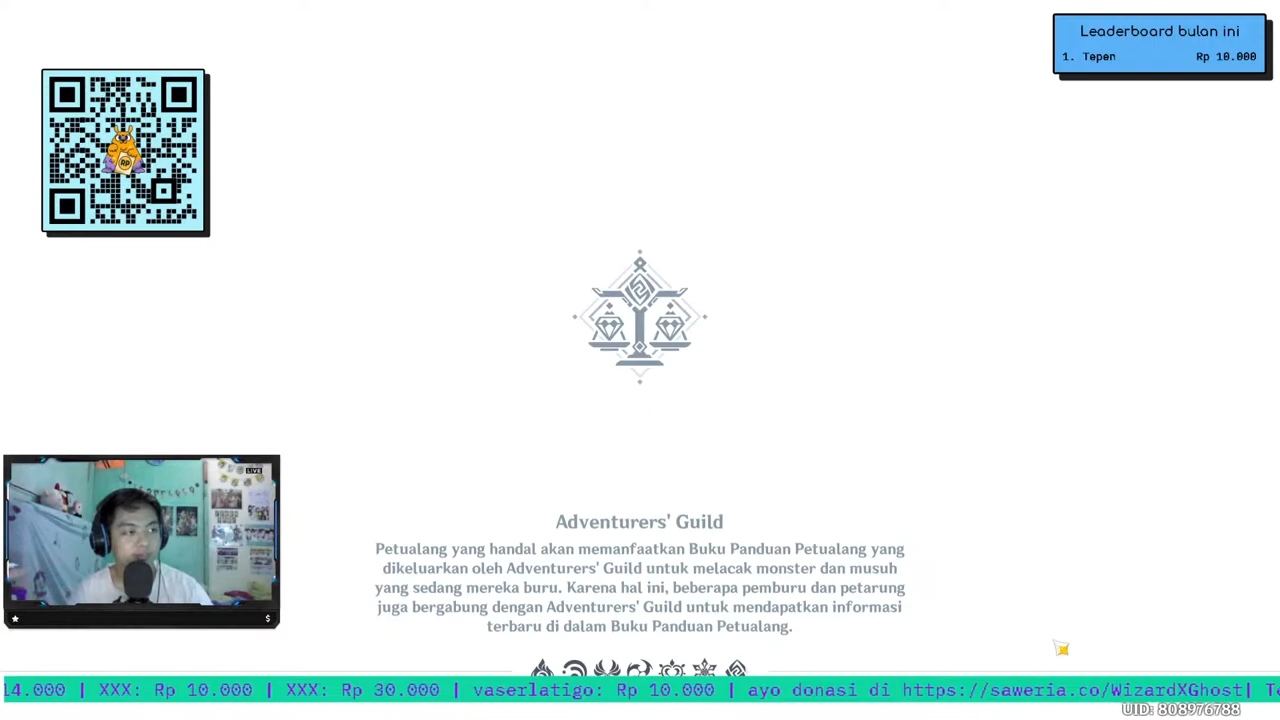 Leaderboard bulan ini
1. Tepen Rp 10.000
RP
LIVE
Adventurers' Guild
Petualang yang handal akan memanfaatkan Buku Panduan Petualang yang
dikeluarkan oleh Adventurers' Guild untuk melacak monster dan musuh
yang sedang mereka buru. Karena hal ini, beberapa pemburu dan petarung
juga bergabung dengan Adventurers' Guild untuk mendapatkan informasi
terbaru di dalam Buku Panduan Petualang.
$
14.000 | XXX: Rp 10.000 | XXX: Rp 30.000 | vaserlatigo: Rp 10.000 | ayo donasi di https://saweria.co/WizardXGhost| Te
UID: 808976788